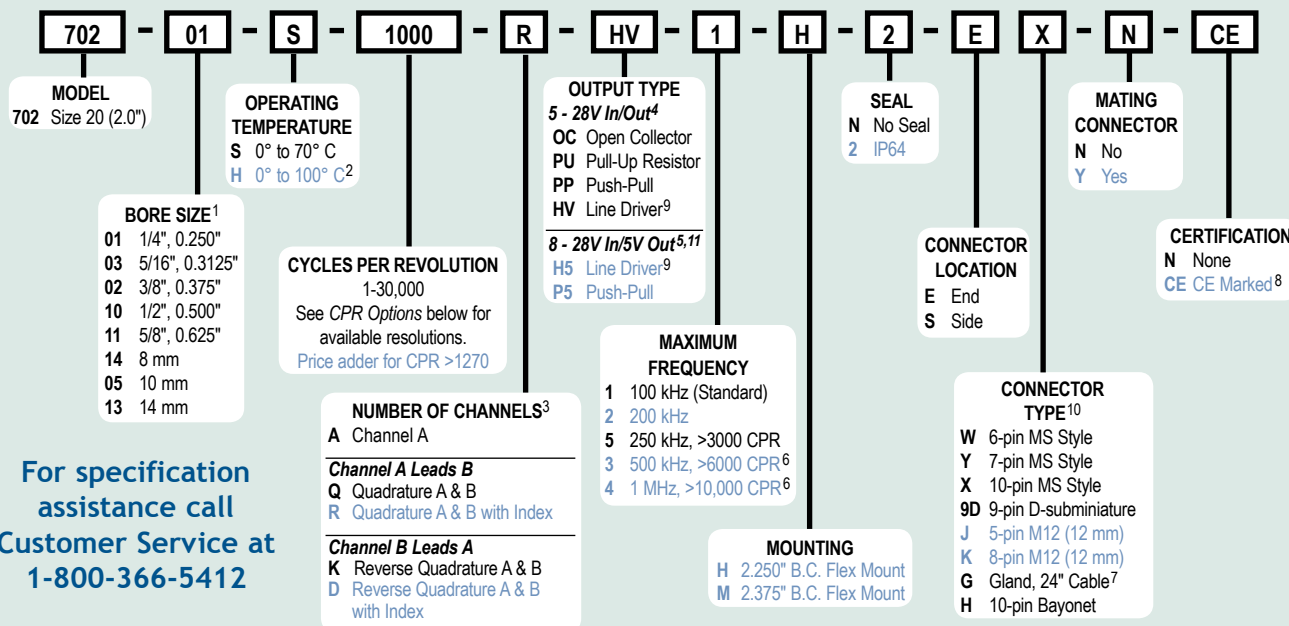 702 - 01 - S - 1000 - R - HV - 1 - H - 2 - E X - N - CE
MODEL
702 Size 20 (2.0")
BORE SIZE1
01 1/4", 0.250"
03 5/16", 0.3125"
02 3/8", 0.375"
10 1/2", 0.500"
11 5/8", 0.625"
14 8 mm
05 10 mm
13 14 mm
OPERATING
TEMPERATURE
S 0° to 70° C
H 0° to 100° C2
CYCLES PER REVOLUTION
1-30,000
See CPR Options below for
available resolutions.
Price adder for CPR >1270
NUMBER OF CHANNELS3
A Channel A
Channel A Leads B
Q Quadrature A & B
R Quadrature A & B with Index
Channel B Leads A
K Reverse Quadrature A & B
D Reverse Quadrature A & B
with Index
OUTPUT TYPE
5 - 28V In/Out4
OC Open Collector
PU Pull-Up Resistor
PP Push-Pull
HV Line Driver9
8 - 28V In/5V Out5,11
H5 Line Driver9
P5 Push-Pull
MAXIMUM
FREQUENCY
1 100 kHz (Standard)
2 200 kHz
5 250 kHz, >3000 CPR
3 500 kHz, >6000 CPR6
4 1 MHz, >10,000 CPR6
MOUNTING
H 2.250" B.C. Flex Mount
M 2.375" B.C. Flex Mount
SEAL
N No Seal
2 IP64
CONNECTOR
LOCATION
E End
S Side
CONNECTOR
TYPE10
W 6-pin MS Style
Y 7-pin MS Style
X 10-pin MS Style
9D 9-pin D-subminiature
J 5-pin M12 (12 mm)
K 8-pin M12 (12 mm)
G Gland, 24" Cable7
H 10-pin Bayonet
MATING
CONNECTOR
N No
Y Yes
CERTIFICATION
N None
CE CE Marked8
For specification
assistance call
Customer Service at
1-800-366-5412